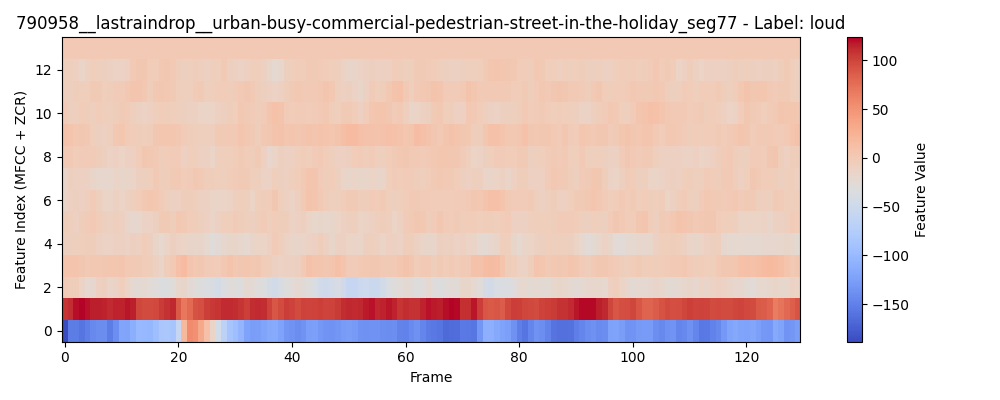 790958__lastraindrop__urban-busy-commercial-pedestrian-street-in-the-holiday_seg77 - Label: loud
Feature Index (MFCC + ZCR)
12
10
8
6
4
2
0
0 20 40 60 80 100 120
Frame
100
50
0
−50
−100
−150
Feature Value